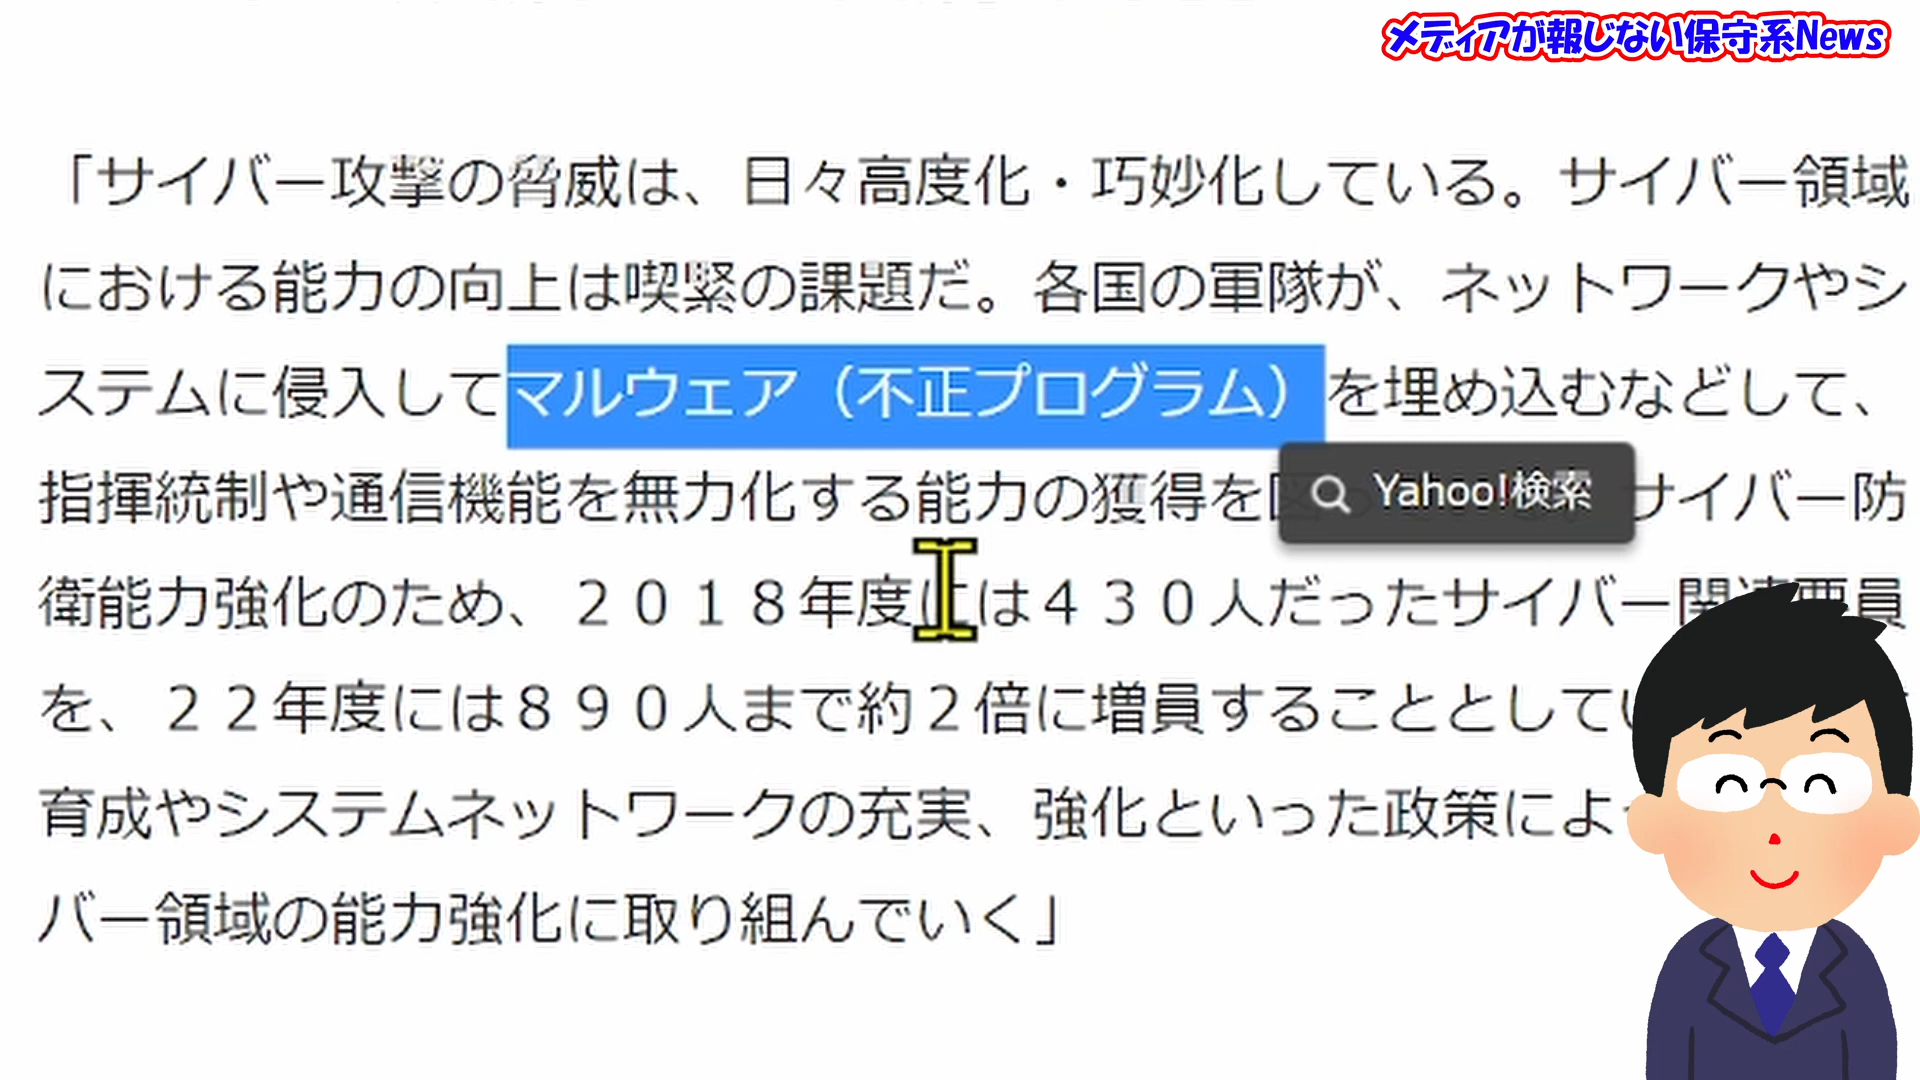 メディアが報じない保守系News
「サイバー攻撃の脅威は、日々高度化・巧妙化している。サイバー領域
における能力の向上は喫緊の課題だ。各国の軍隊が、ネットワークやシ
ステムに侵入してマルウェア（不正プログラム）を埋め込むなどして、
指揮統制や通信機能を無力化する能力の獲得を サイバー防
Yahoo!検索
衛能力強化のため、２０１８年度には４３０人だったサイバー関連要員
を、２２年度には８９０人まで約２倍に増員することとしてい
育成やシステムネットワークの充実、強化といった政策によ
バー領域の能力強化に取り組んでいく」